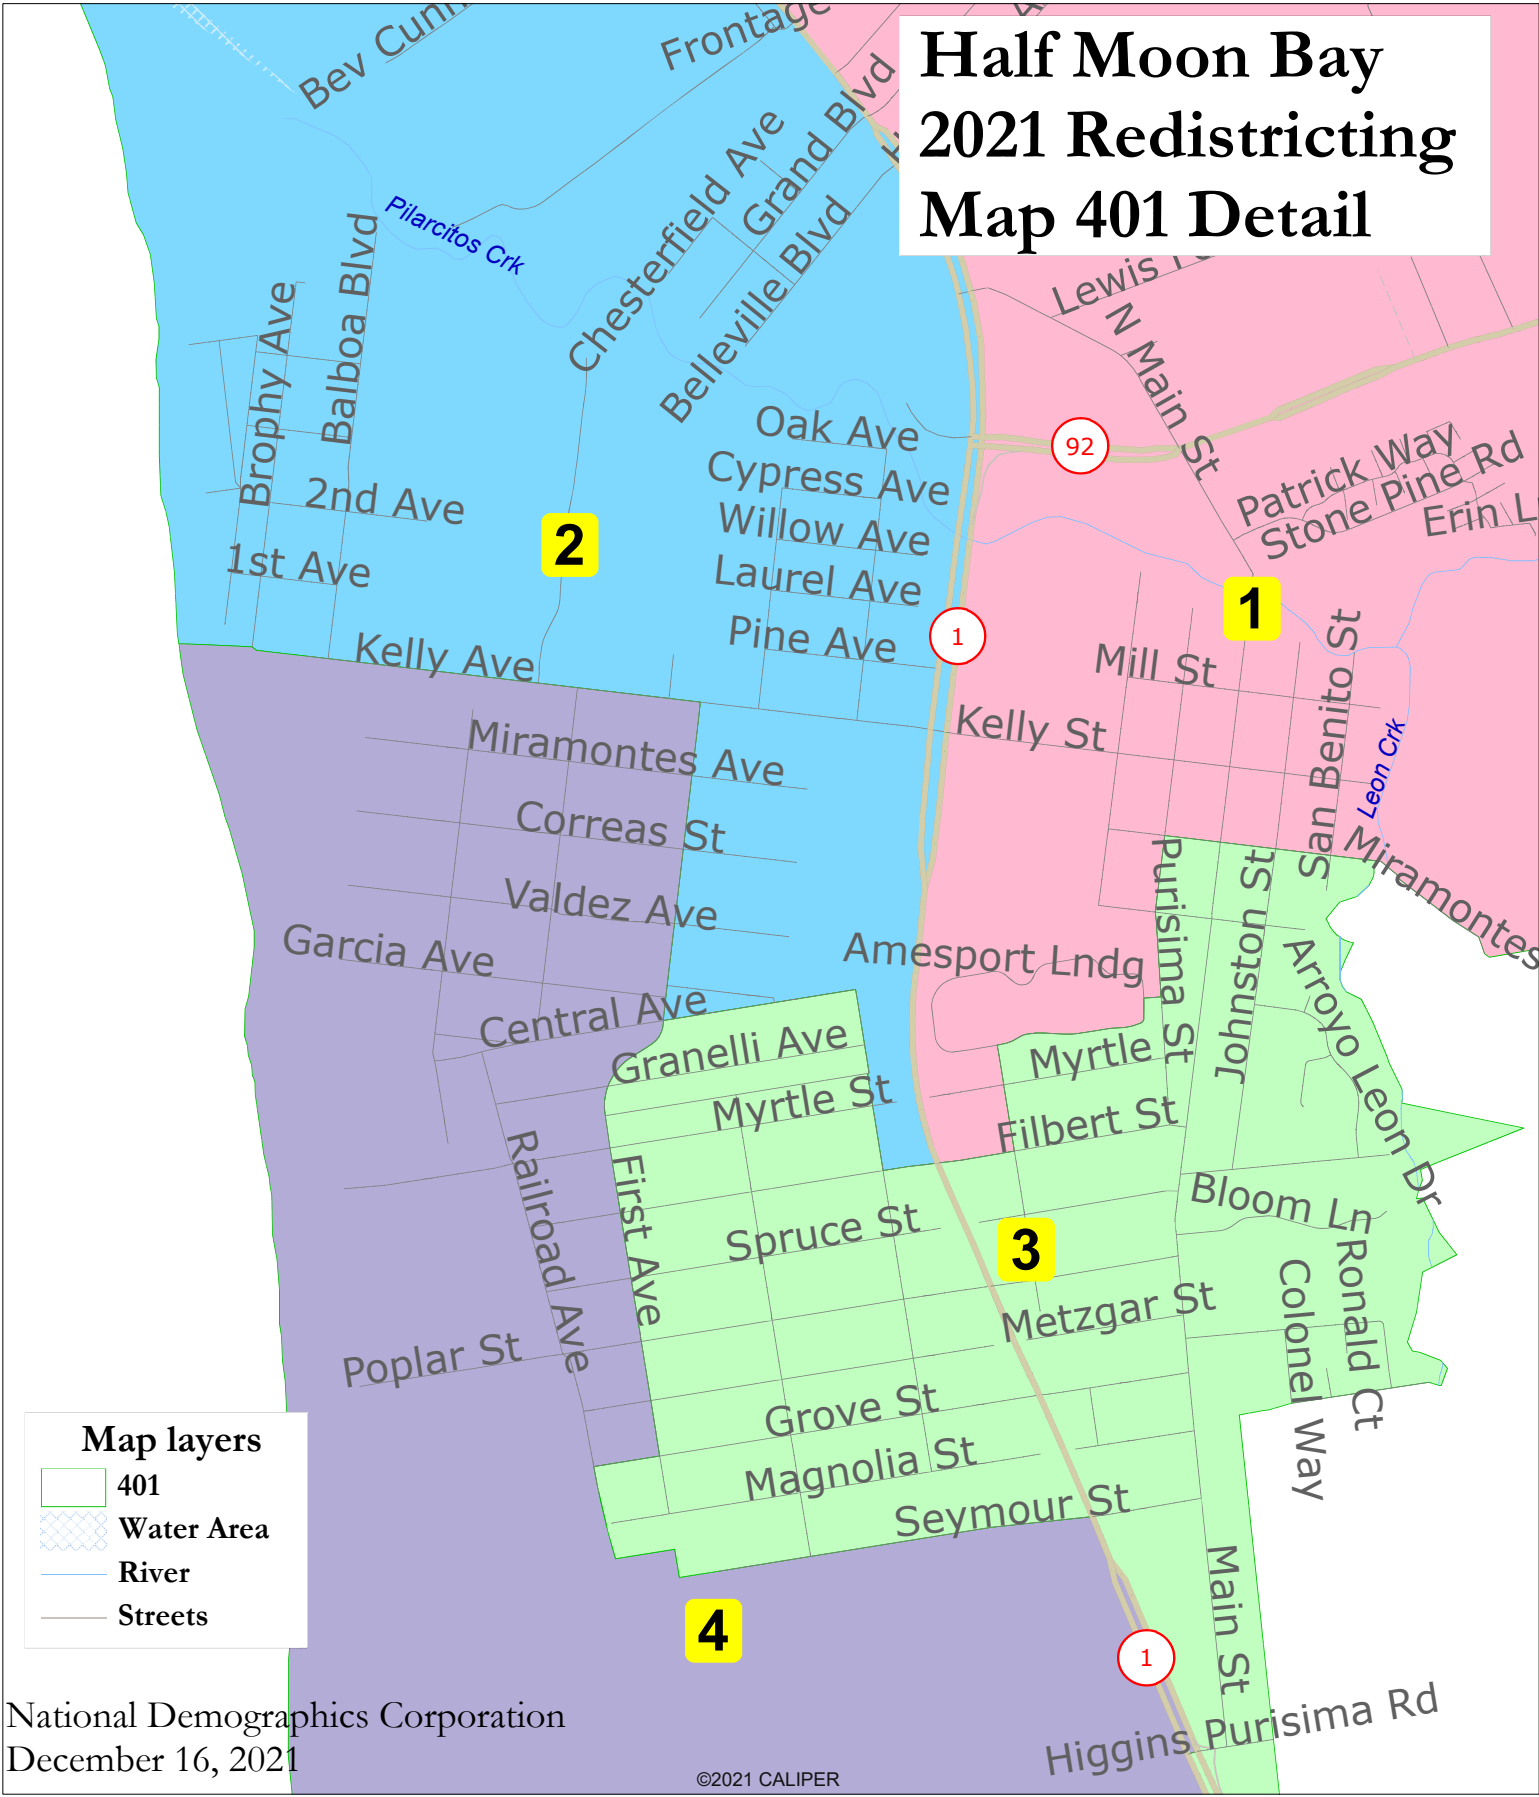 Half Moon Bay
2021 Redistricting
Map 401 Detail
Bev
Frontage
Chesterfield Ave
Grand Blvd
Belleville Blvd
Pilarcitos Crk
Balboa Blvd
Brophy Ave
Lewis
N Main St
Oak Ave
92
Cypress Ave
Patrick Way
Stone Pine Rd
Erin
2nd Ave
Willow Ave
2
1st Ave
Laurel Ave
1
Pine Ave
1
Kelly Ave
Mill St
San Benito St
Kelly St
Leon Crk
Miramontes Ave
Correas St
Miramontes
Valdez Ave
Purisima St
Johnston St
Garcia Ave
Amesport Lndg
Arroyo Leon Dr
Central Ave
Granelli Ave
Myrtle
Myrtle St
Filbert St
Railroad Ave
First Ave
Bloom Ln
Spruce St
3
Ronald Ct
Colonel Way
Metzgar St
Poplar St
Grove St
Magnolia St
Seymour St
Main St
4
1
Higgins Purisima Rd
Map layers
401
Water Area
River
Streets
National Demographics Corporation
December 16, 2021
©2021 CALIPER